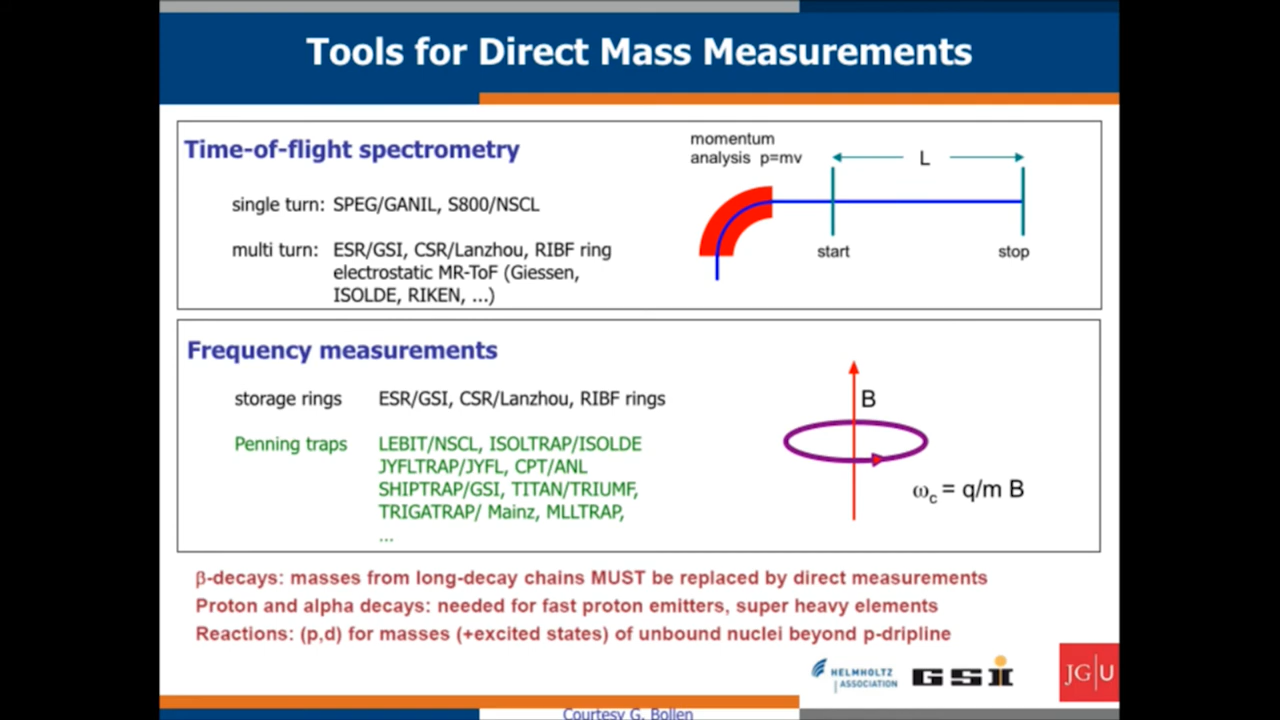 Tools for Direct Mass Measurements
Time-of-flight spectrometry
single turn: SPEG/GANIL, S800/NSCL
multi turn: ESR/GSI, CSR/Lanzhou, RIBF ring
electrostatic MR-ToF (Giessen,
ISOLDE, RIKEN, ...)
momentum
analysis p=mv
L
start
stop
Frequency measurements
storage rings ESR/GSI, CSR/Lanzhou, RIBF rings
Penning traps LEBIT/NSCL, ISOLTRAP/ISOLDE
JYFLTRAP/JYFL, CPT/ANL
SHIPTRAP/GSI, TITAN/TRIUMF,
TRIGATRAP/ Mainz, MLLTRAP,
...
B
ωc = q/m B
β-decays: masses from long-decay chains MUST be replaced by direct measurements
Proton and alpha decays: needed for fast proton emitters, super heavy elements
Reactions: (p,d) for masses (+excited states) of unbound nuclei beyond p-dripline
HELMHOLTZ
ASSOCIATION
GSI
JG|U
Courtesy G. Bollen